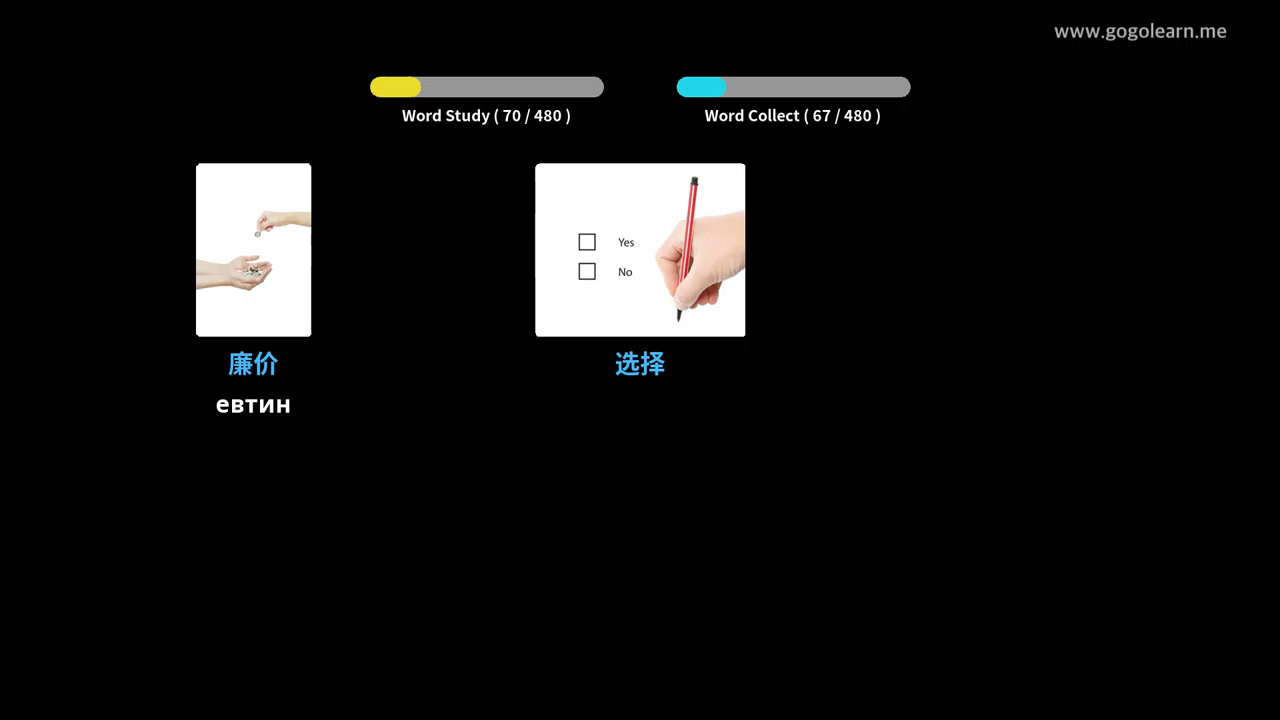 www.gogolearn.me
Word Study ( 70 / 480 )
Word Collect ( 67 / 480 )
Yes
No
廉价
选择
евтин